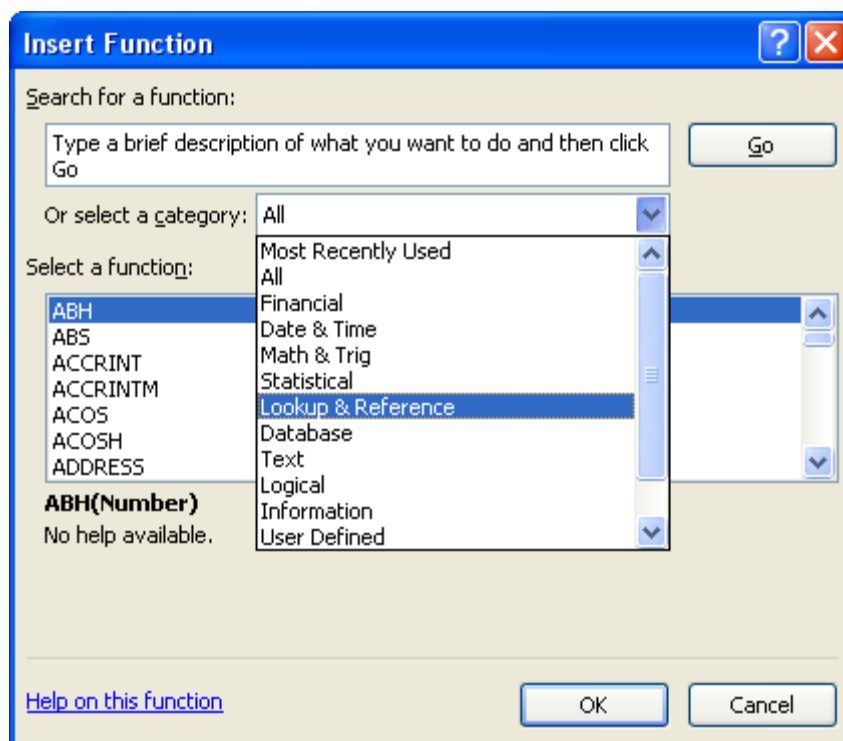 Insert Function
Search for a function:
Type a brief description of what you want to do and then click
Go
Go
Or select a category:
All
Most Recently Used
All
Financial
Date & Time
Math & Trig
Statistical
Lookup & Reference
Database
Text
Logical
Information
User Defined
Select a function:
ABH
ABS
ACCRINT
ACCRINTM
ACOS
ACOSH
ADDRESS
ABH(Number)
No help available.
Help on this function
OK
Cancel